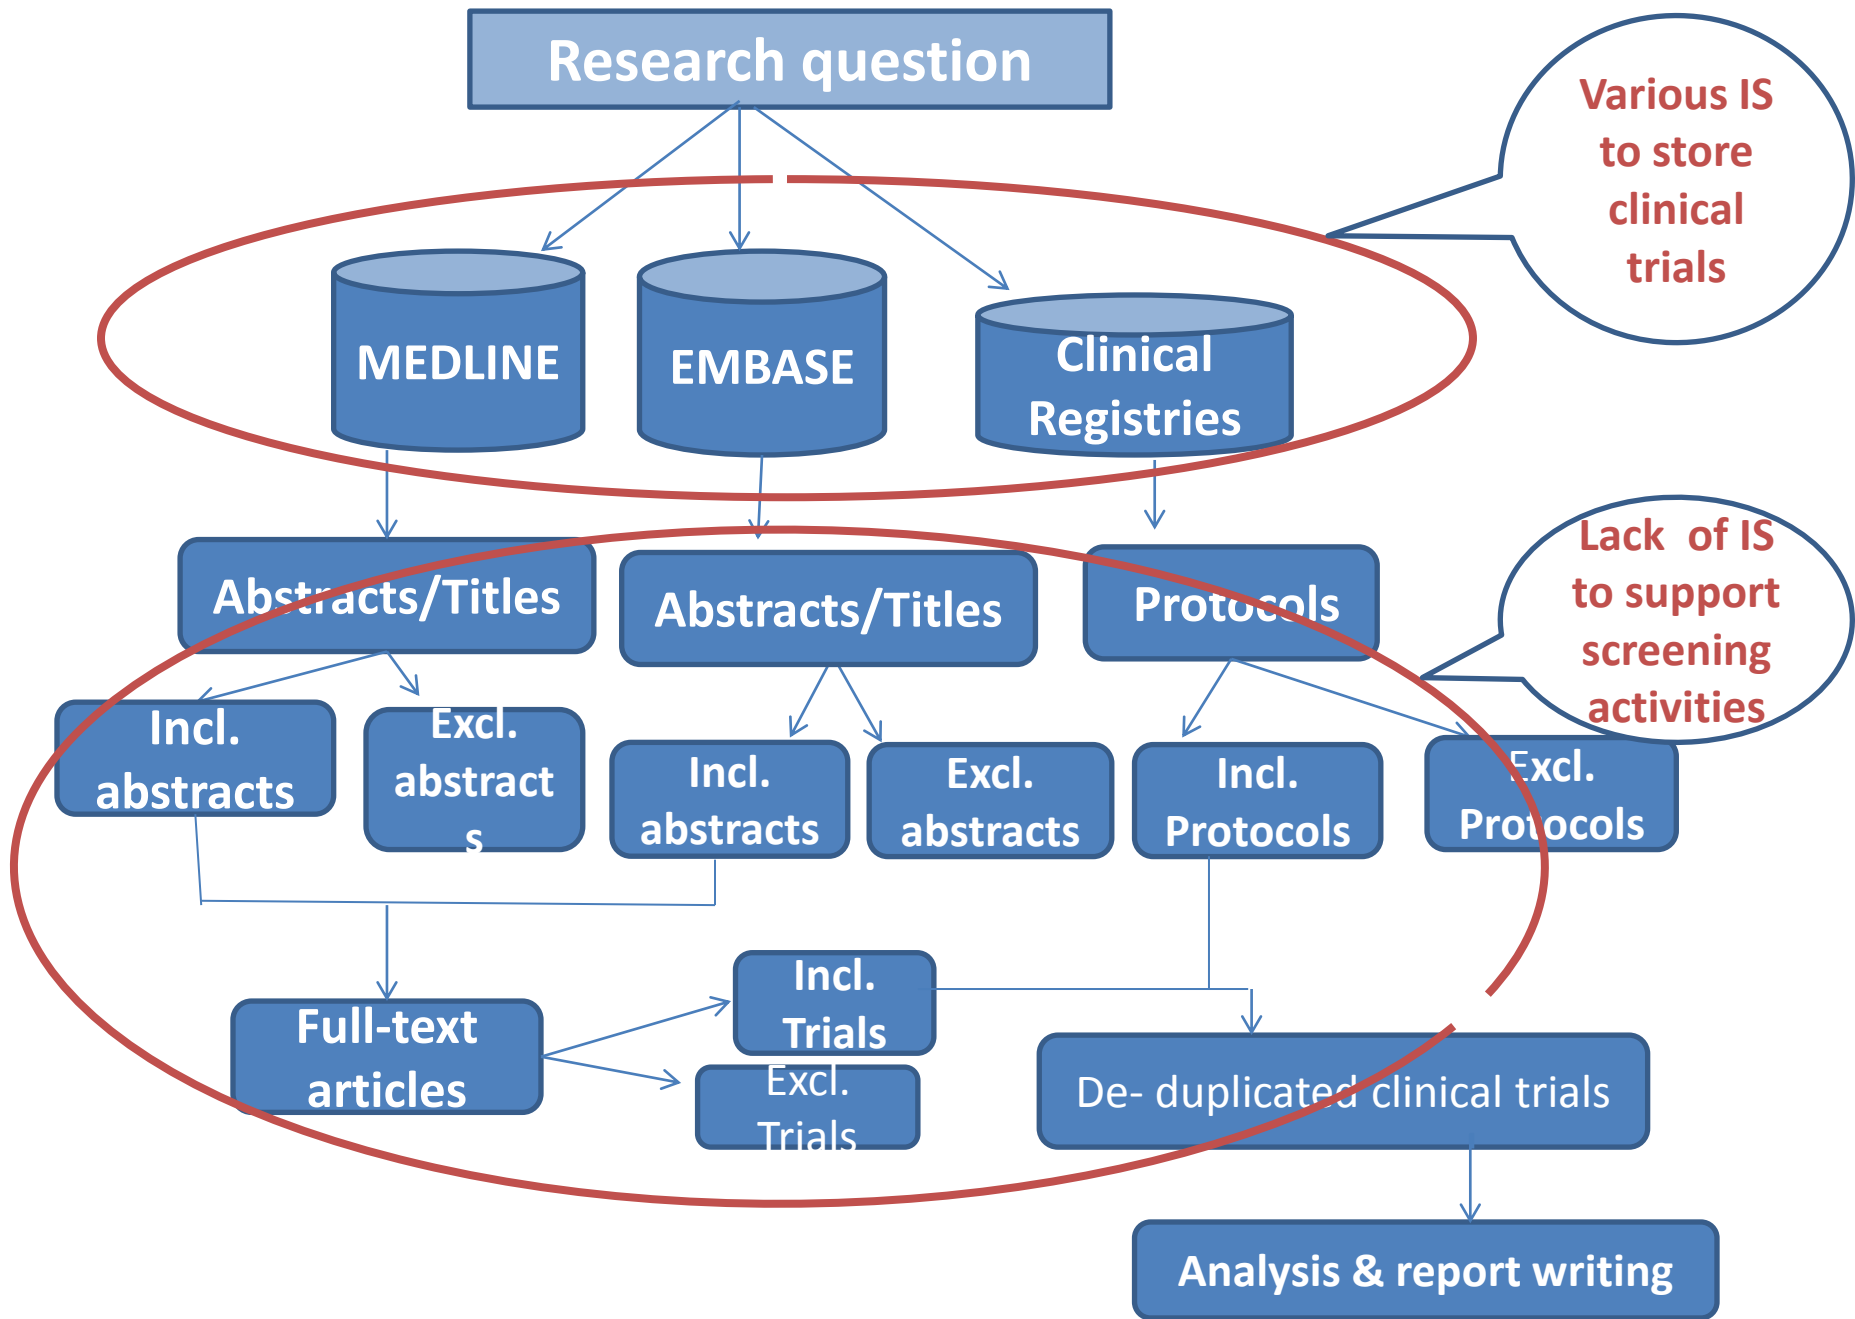 Research question
Various IS
to store
clinical
trials
MEDLINE
EMBASE
Clinical
Registries
Lack  of IS
to support
screening
activities
Abstracts/Titles
Abstracts/Titles
Protocols
Incl.
abstracts
Excl.
abstract
s
Incl.
abstracts
Excl.
abstracts
Incl.
Protocols
Excl.
Protocols
Full-text
articles
Incl.
Trials
Excl.
Trials
De- duplicated clinical trials
Analysis & report writing